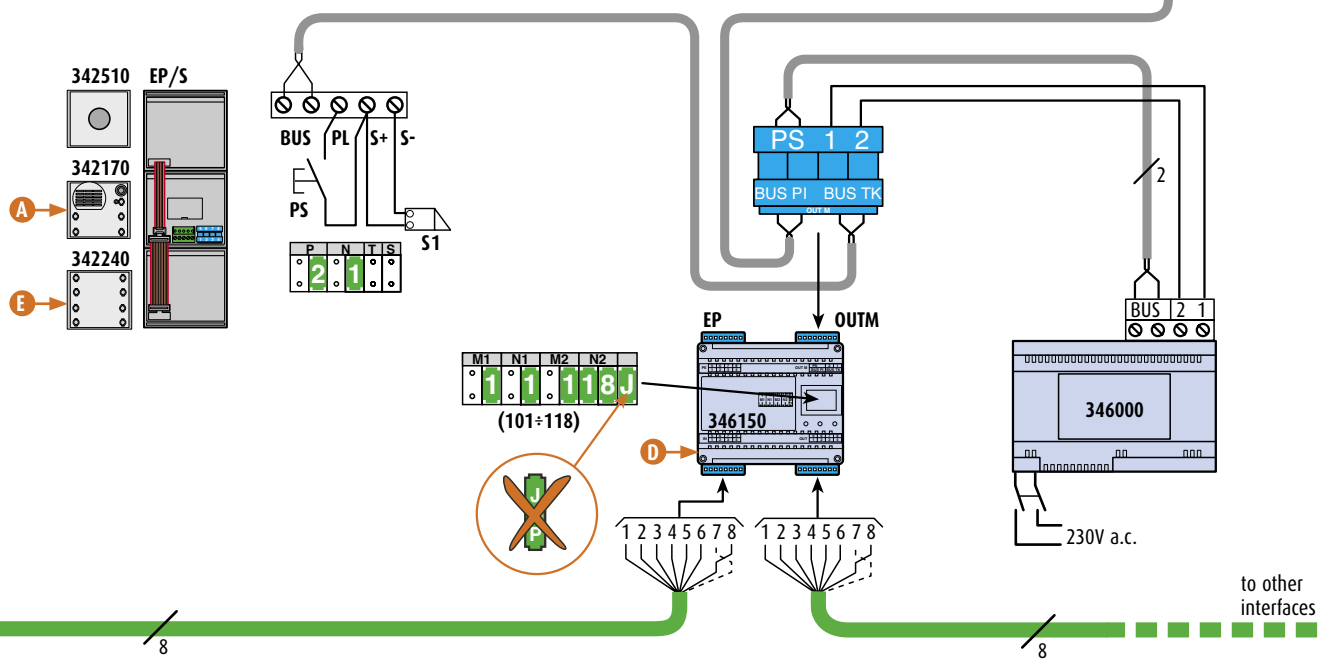 342510 EP/S
342170
A
342240
E
BUS PL S+ S-
PS
S1
P N T S
2 1
PS 1 2
BUS PI BUS TK
OUT M
2
BUS 2 1
346000
230V a.c.
EP OUTM
M1 N1 M2 N2
1 1 1 1 8 J
(101÷118)
J
P
346150
D
1 2 3 4 5 6 7 8
1 2 3 4 5 6 7 8
8
8
to other
interfaces